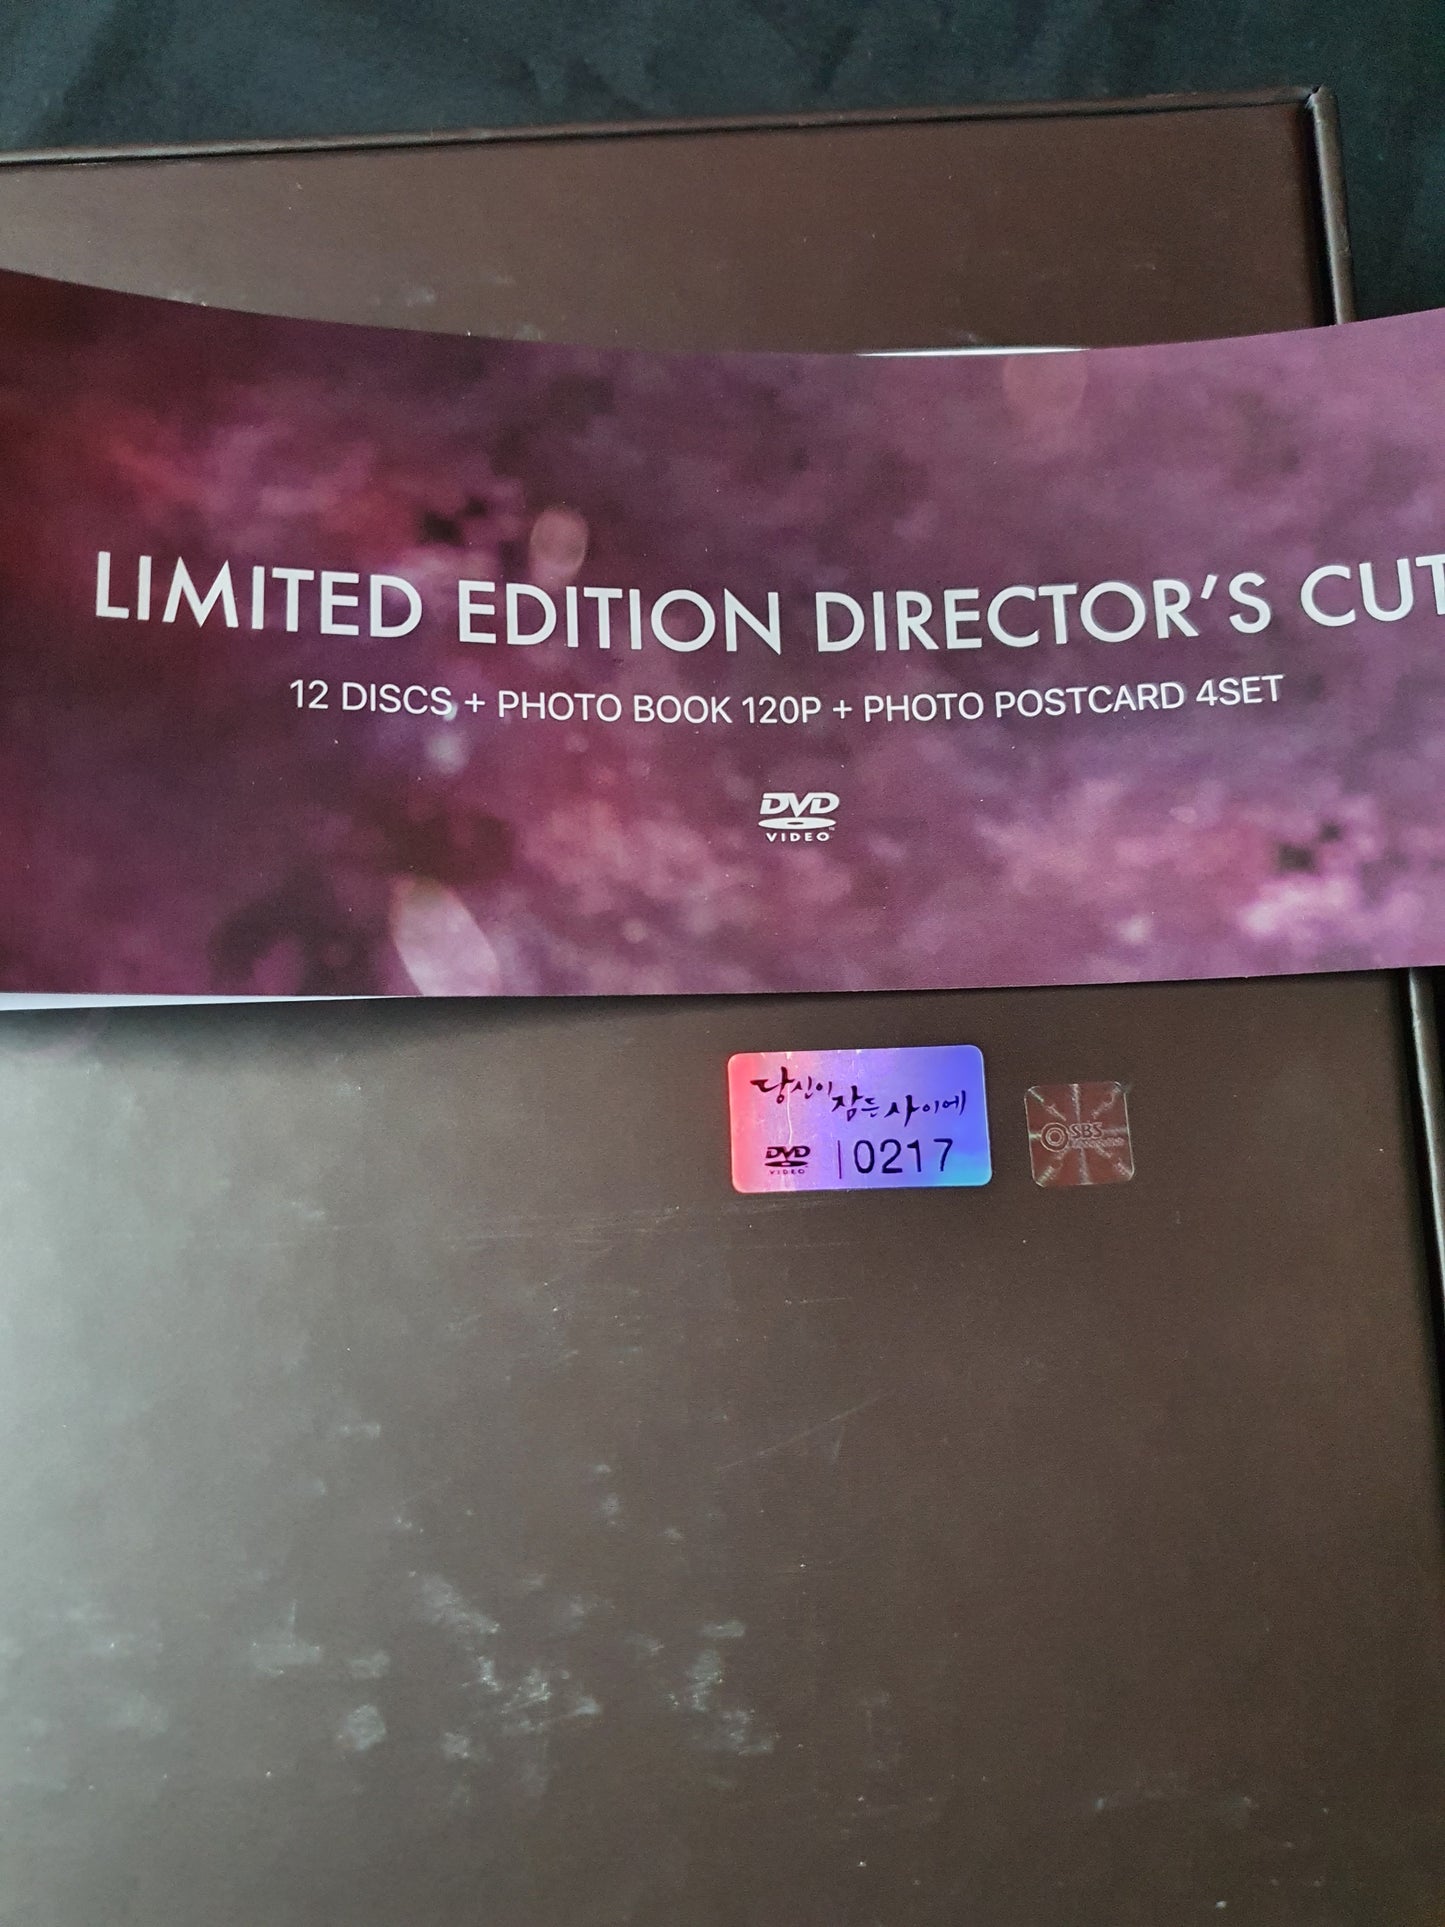 LIMITED EDITION DIRECTOR'S CUT
12 DISCS + PHOTO BOOK 120P + PHOTO POSTCARD 4SET
DVD
VIDEO
당신이 잠든 사이에
DVD
VIDEO
0217
SBS